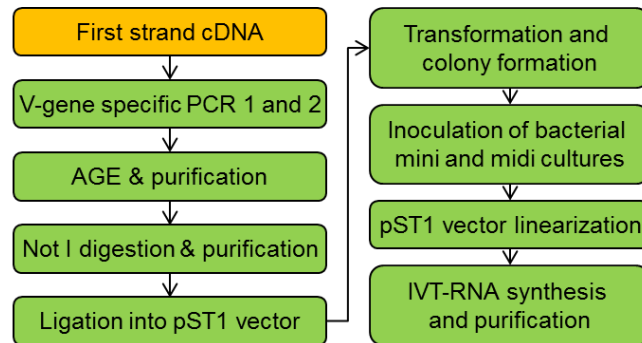 First strand cDNA
V-gene specific PCR 1 and 2
AGE & purification
Not I digestion & purification
Ligation into pST1 vector
Transformation and
colony formation
Inoculation of bacterial
mini and midi cultures
pST1 vector linearization
IVT-RNA synthesis
and purification